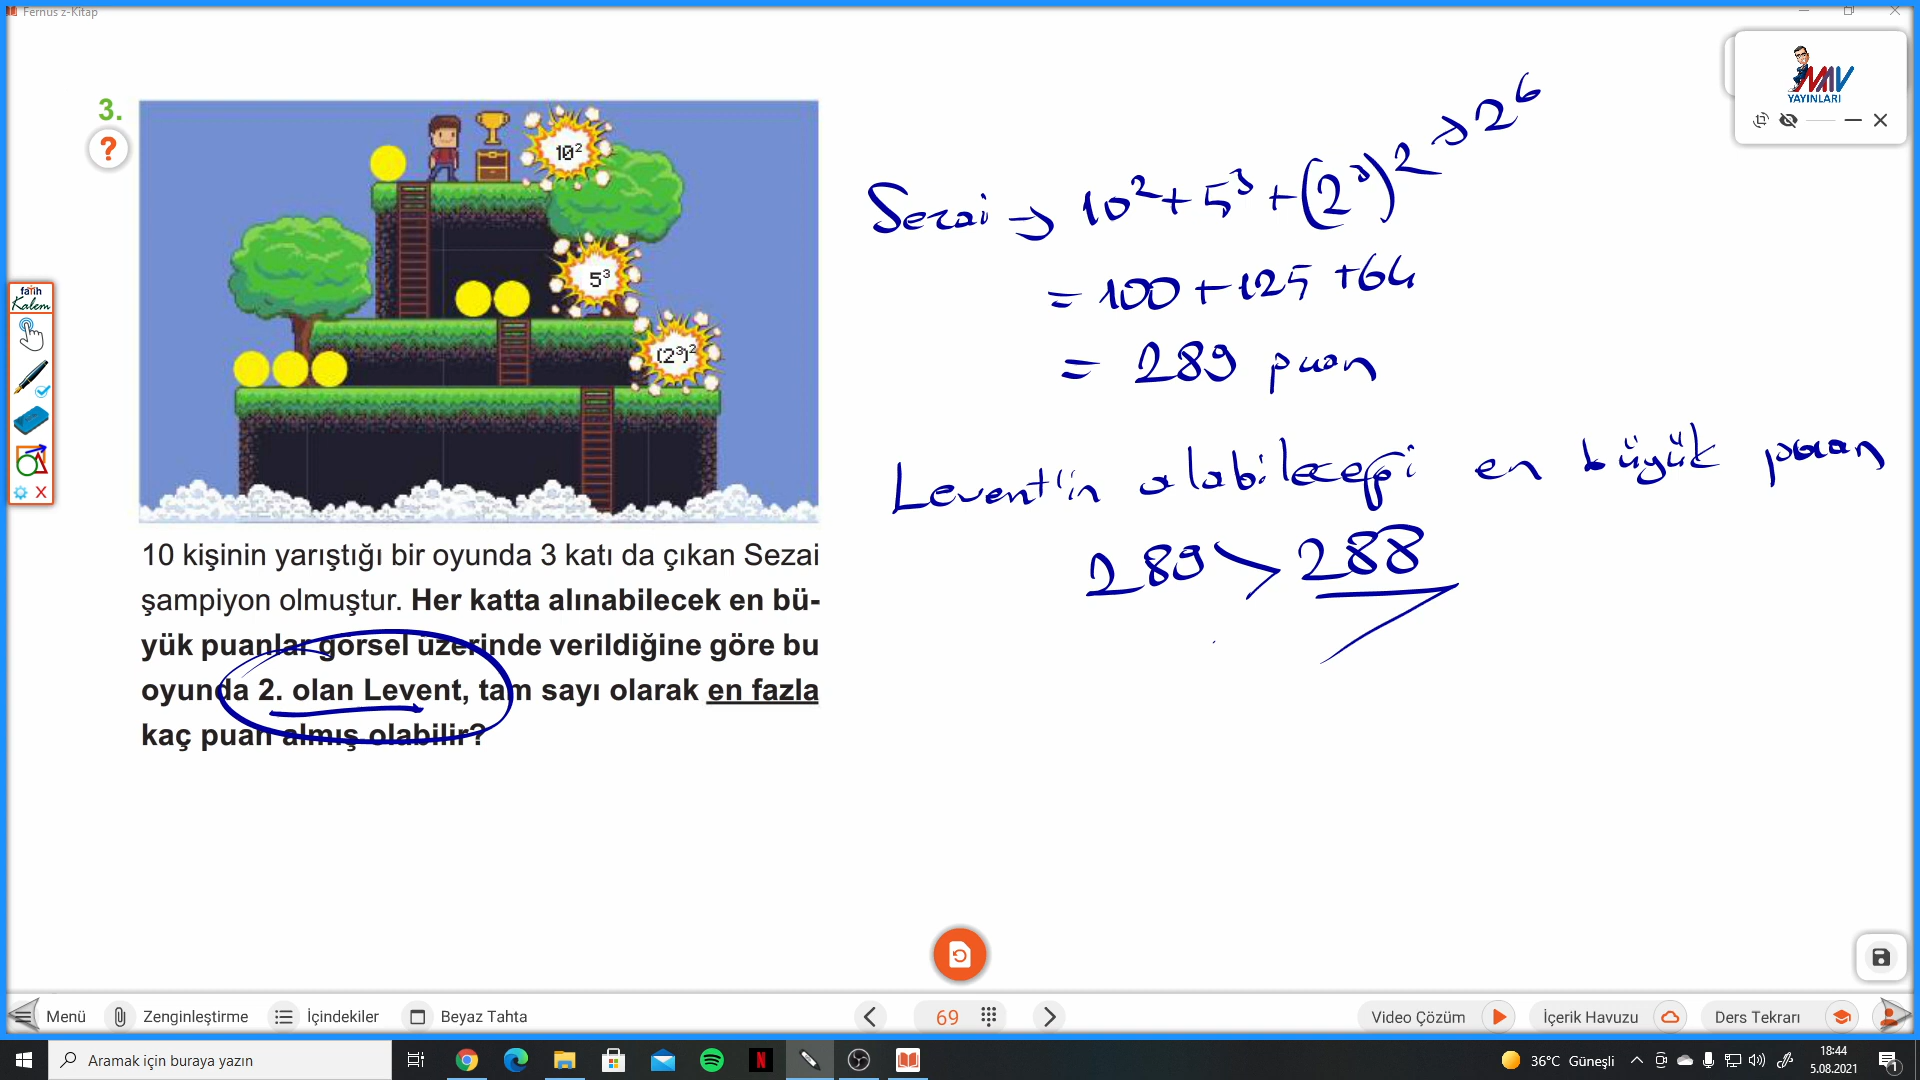 Fernus z-Kitap
MAV
YAYINLARI
3.
?
10²
5³
(2³)²
fatih
Kalem
10 kişinin yarıştığı bir oyunda 3 katı da çıkan Sezai
şampiyon olmuştur. Her katta alınabilecek en bü-
yük puanlar görsel üzerinde verildiğine göre bu
oyunda 2. olan Levent, tam sayı olarak en fazla
kaç puan almış olabilir?
Sezai → 10² + 5³ + (2³)² → 2⁶
= 100 + 125 + 64
= 289 puan
Levent'in alabileceği en büyük puan
289 > 288
Menü
Zenginleştirme
İçindekiler
Beyaz Tahta
69
Video Çözüm
İçerik Havuzu
Ders Tekrarı
Aramak için buraya yazın
36°C Güneşli
18:44
5.08.2021
1